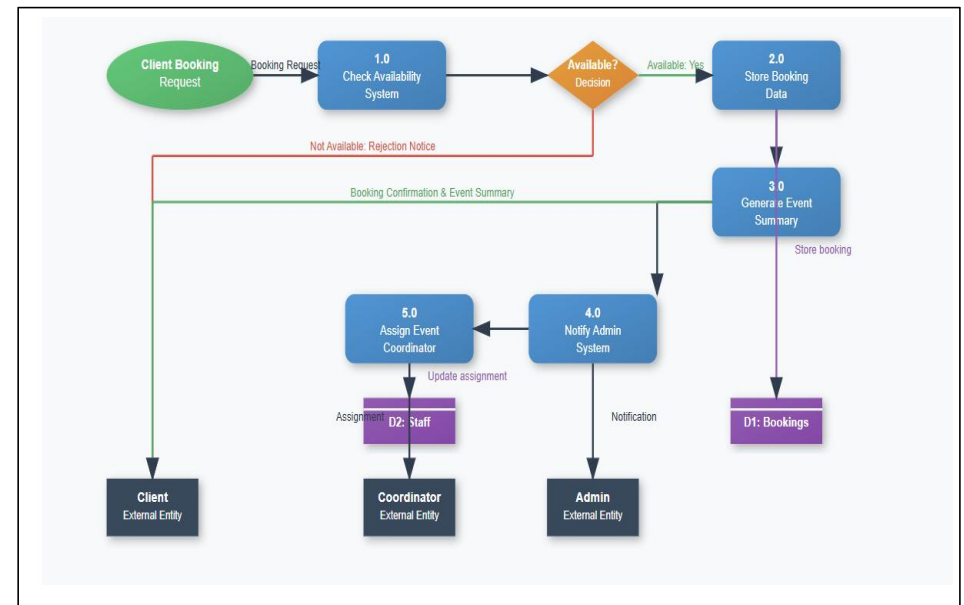 Client Booking
Request
Booking Request
1.0
Check Availability
System
Available?
Decision
Available: Yes
2.0
Store Booking
Data
Not Available: Rejection Notice
Booking Confirmation & Event Summary
3.0
Generate Event
Summary
Store booking
5.0
Assign Event
Coordinator
4.0
Notify Admin
System
Update assignment
Assignment
D2: Staff
Notification
D1: Bookings
Client
External Entity
Coordinator
External Entity
Admin
External Entity